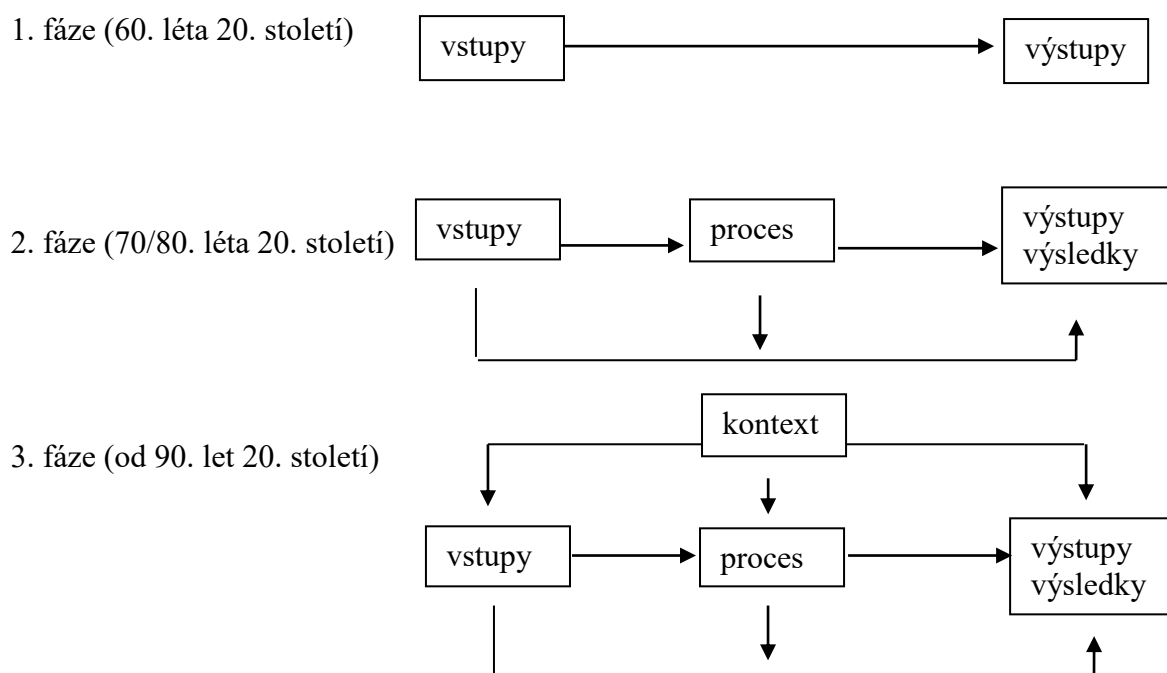 1. fáze (60. léta 20. století)
vstupy
výstupy
2. fáze (70/80. léta 20. století)
vstupy
proces
výstupy
výsledky
kontext
3. fáze (od 90. let 20. století)
vstupy
proces
výstupy
výsledky